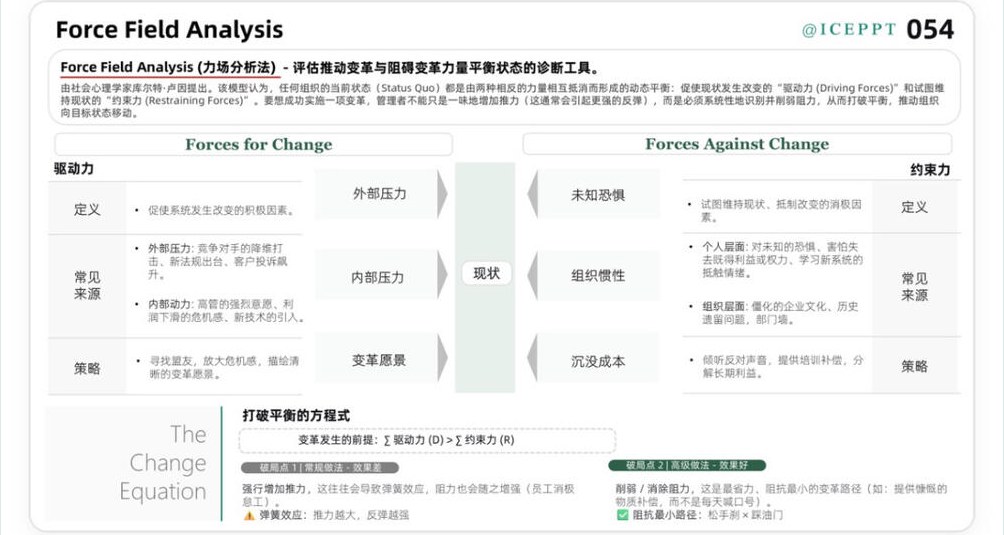 Force Field Analysis
@ICEPPT 054
Force Field Analysis (力场分析法) - 评估推动变革与阻碍变革力量平衡状态的诊断工具。
由社会心理学家库尔特·卢因提出。该模型认为，任何组织的当前状态（Status Quo）都是由两种相反的力量相互抵消而形成的动态平衡：促使现状发生改变的“驱动力 (Driving Forces)”和试图维
持现状的“约束力 (Restraining Forces)”。要想成功实施一项变革，管理者不能只是一味地增加推力（这通常会引起更强的反弹），而是必须系统性地识别并削弱阻力，从而打破平衡，推动组织
向目标状态移动。
Forces for Change
Forces Against Change
驱动力
约束力
定义
• 促使系统发生改变的积极因素。
常见
来源
• 外部压力: 竞争对手的降维打
击、新法规出台、客户投诉飙
升。
• 内部动力: 高管的强烈意愿、利
润下滑的危机感、新技术的引入。
策略
• 寻找盟友，放大危机感，描绘清
晰的变革愿景。
外部压力
内部压力
变革愿景
现状
未知恐惧
组织惯性
沉没成本
• 试图维持现状、抵制改变的消极因
素。
定义
• 个人层面: 对未知的恐惧、害怕失
去既得利益或权力、学习新系统的
抵触情绪。
• 组织层面: 僵化的企业文化、历史
遗留问题，部门墙。
常见
来源
• 倾听反对声音，提供培训补偿，分
解长期利益。
策略
The
Change
Equation
打破平衡的方程式
变革发生的前提：∑ 驱动力 (D) > ∑ 约束力 (R)
破局点 1 | 常规做法 - 效果差
强行增加推力，这往往会导致弹簧效应，阻力也会随之增强（员工消极
怠工）。
⚠️ 弹簧效应：推力越大，反弹越强
破局点 2 | 高级做法 - 效果好
削弱 / 消除阻力，这是最省力、阻抗最小的变革路径（如：提供慷慨的
物质补偿，而不是每天喊口号）。
✅ 阻抗最小路径：松手刹 × 踩油门